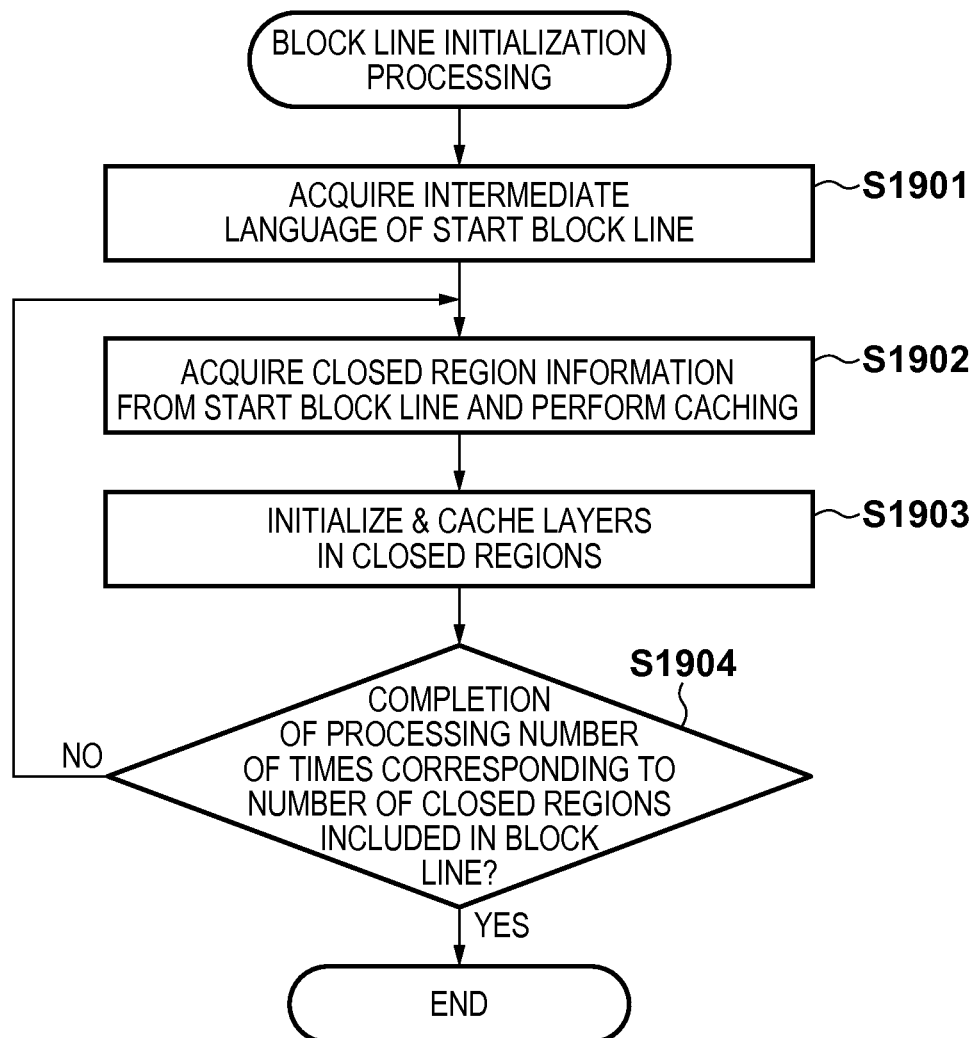 BLOCK LINE INITIALIZATION
PROCESSING
ACQUIRE INTERMEDIATE
LANGUAGE OF START BLOCK LINE
S1901
ACQUIRE CLOSED REGION INFORMATION
FROM START BLOCK LINE AND PERFORM CACHING
S1902
INITIALIZE & CACHE LAYERS
IN CLOSED REGIONS
S1903
S1904
COMPLETION
OF PROCESSING NUMBER
OF TIMES CORRESPONDING TO
NUMBER OF CLOSED REGIONS
INCLUDED IN BLOCK
LINE?
NO
YES
END